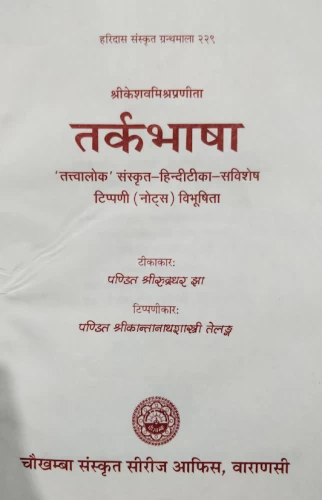 हरिदास संस्कृत ग्रन्थमाला २२९
श्रीकेशवमिश्रप्रणीता
तर्कभाषा
'तत्त्वालोक' संस्कृत-हिन्दीटीका-सविशेष
टिप्पणी (नोट्स) विभूषिता
टीकाकार:
पण्डित श्रीरुद्रधर झा
टिप्पणीकार:
पण्डित श्रीकान्तानाथशास्त्री तेलङ्ग
चौखम्बा संस्कृत सीरीज आफिस, वाराणसी